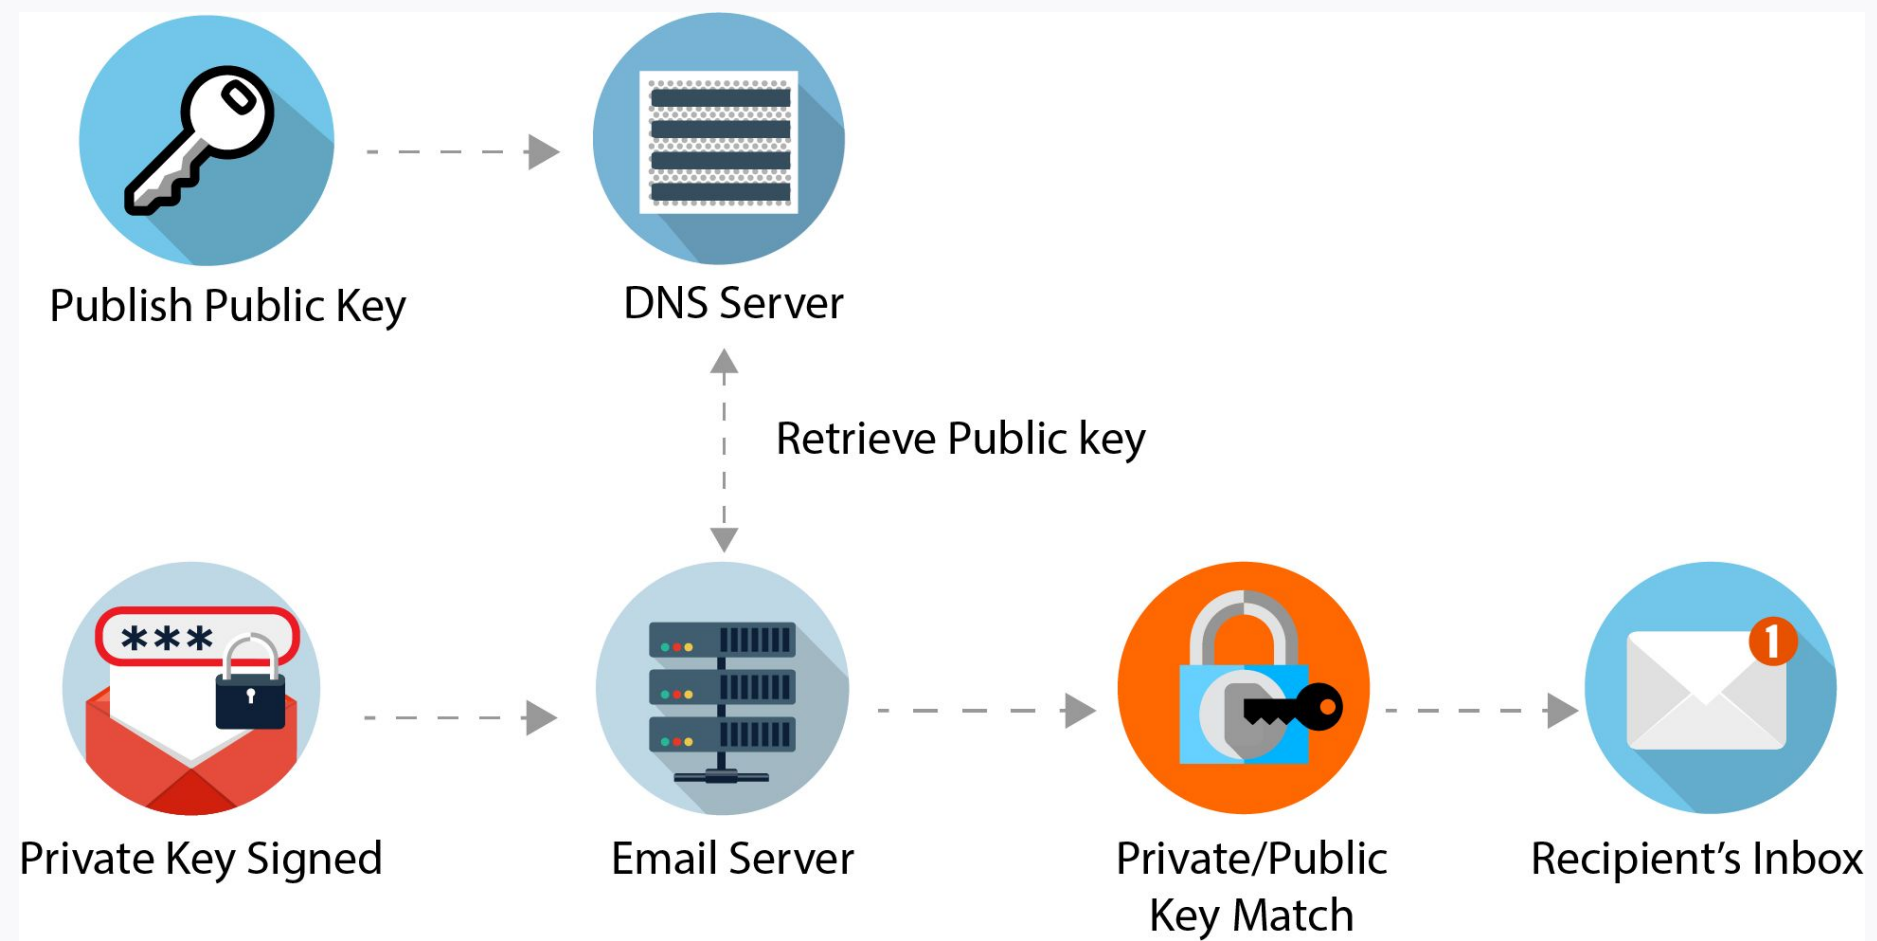 Publish Public Key
DNS Server
Retrieve Public key
***
1
Private Key Signed
Email Server
Private/Public
Key Match
Recipient's Inbox